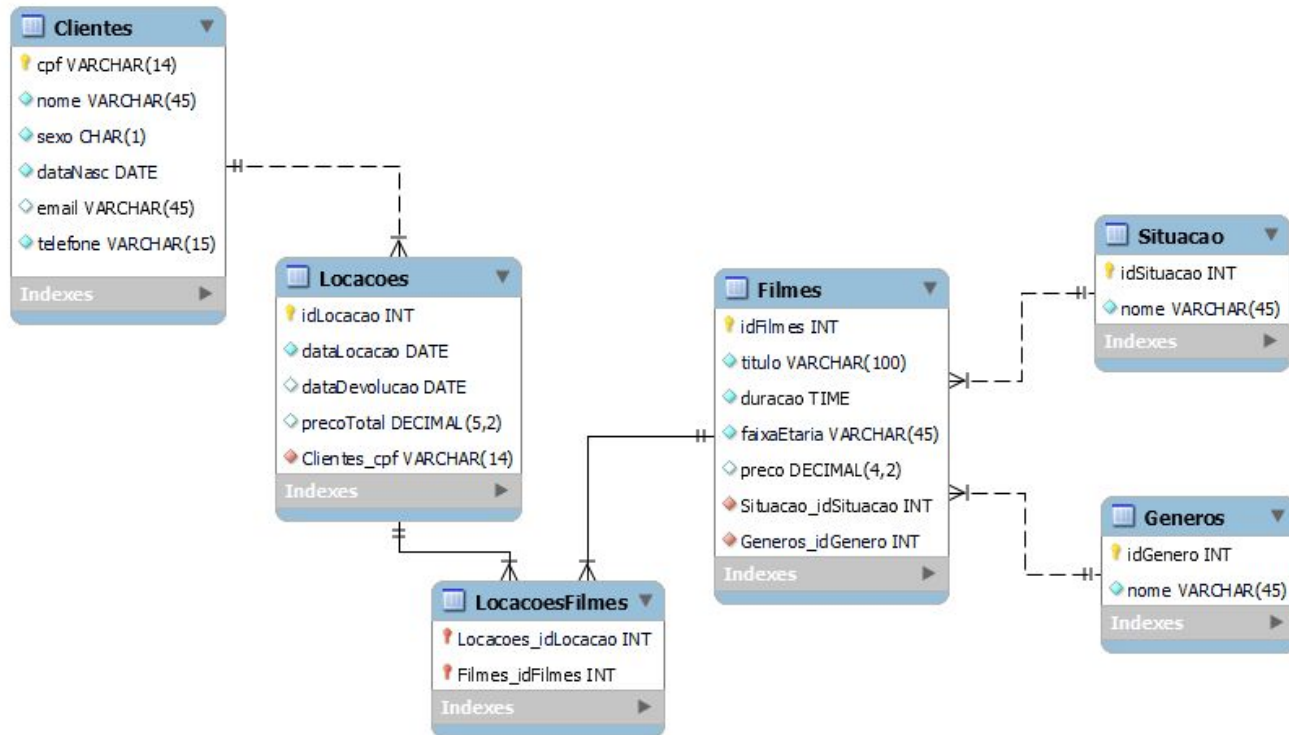 Clientes
cpf VARCHAR(14)
nome VARCHAR(45)
sexo CHAR(1)
dataNasc DATE
email VARCHAR(45)
telefone VARCHAR(15)
Indexes
Locacoes
idLocacao INT
dataLocacao DATE
dataDevolucao DATE
precoTotal DECIMAL(5,2)
Clientes_cpf VARCHAR(14)
Indexes
LocacoesFilmes
Locacoes_idLocacao INT
Filmes_idFilmes INT
Indexes
Filmes
idFilmes INT
titulo VARCHAR(100)
duracao TIME
faixaEtaria VARCHAR(45)
preco DECIMAL(4,2)
Situacao_idSituacao INT
Generos_idGenero INT
Indexes
Situacao
idSituacao INT
nome VARCHAR(45)
Indexes
Generos
idGenero INT
nome VARCHAR(45)
Indexes